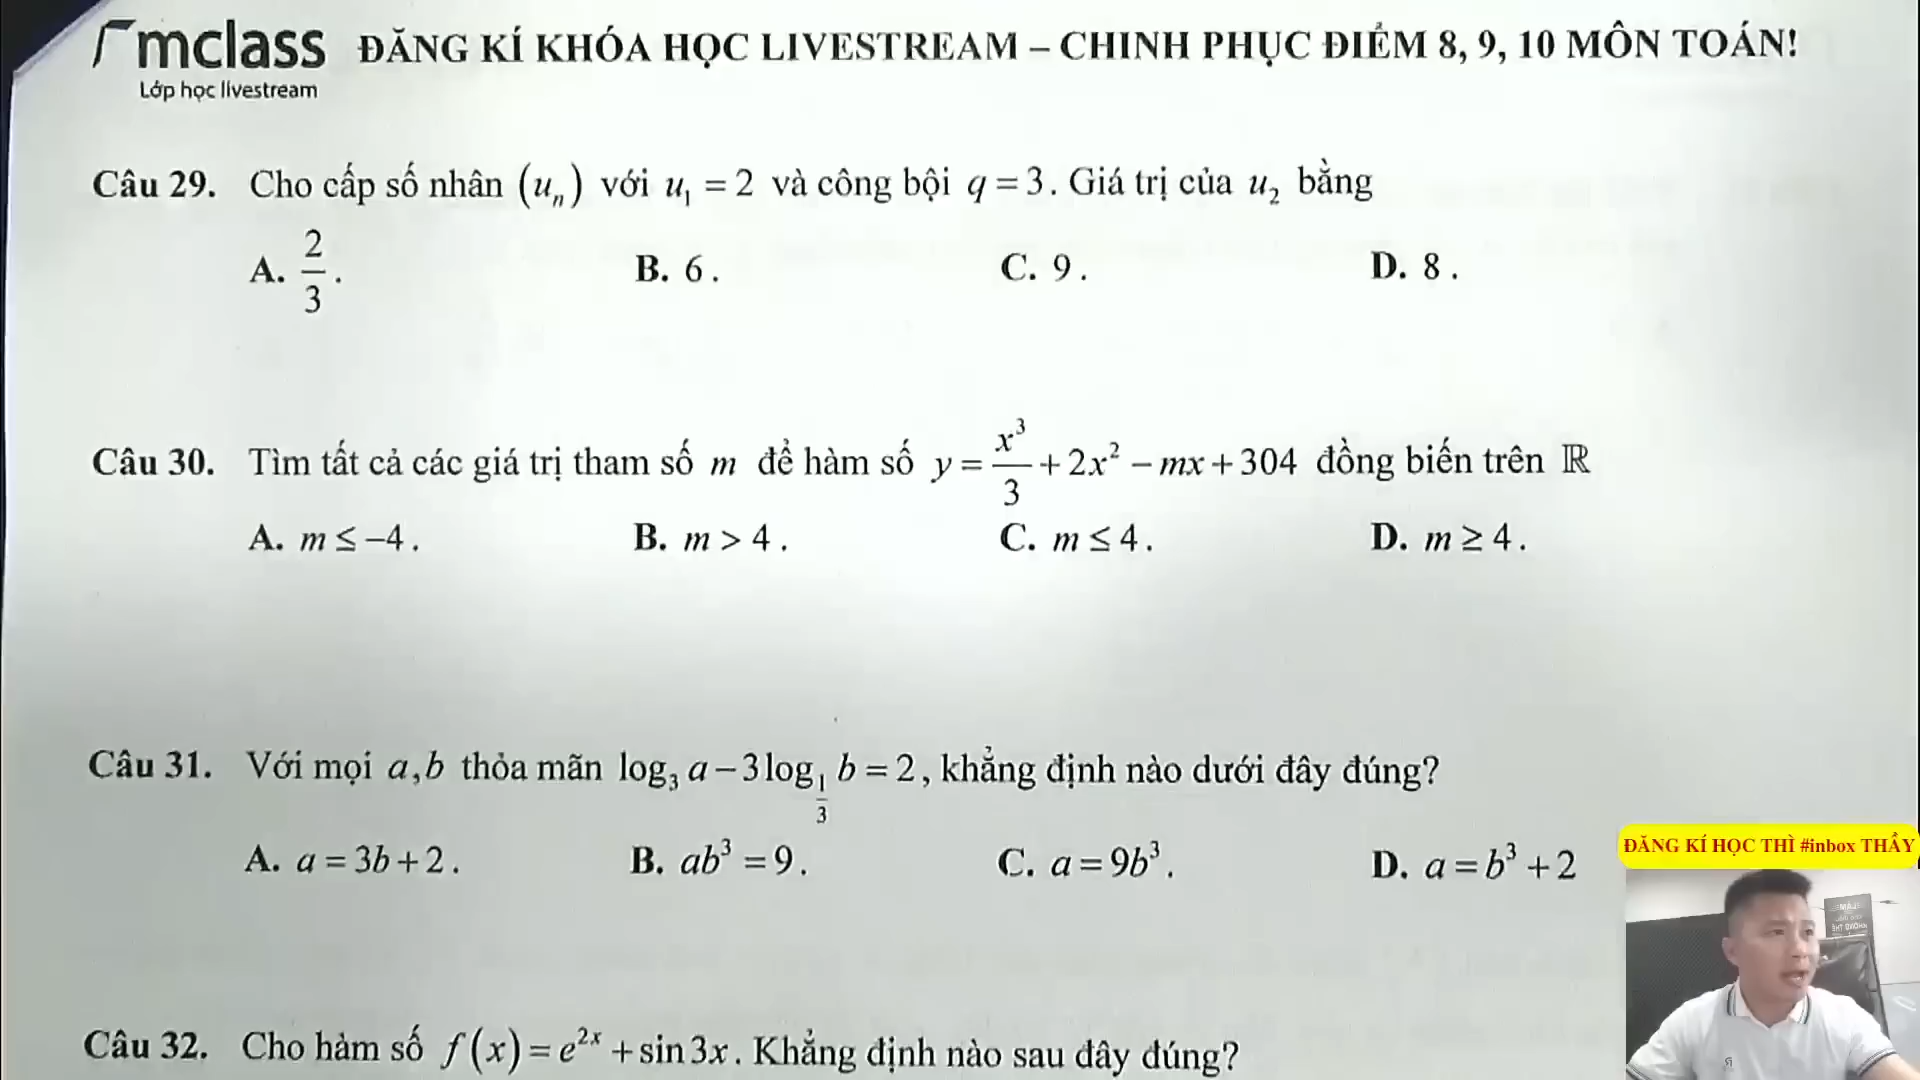 mclass ĐĂNG KÍ KHÓA HỌC LIVESTREAM – CHINH PHỤC ĐIỂM 8, 9, 10 MÔN TOÁN!
Lớp học livestream
Câu 29. Cho cấp số nhân (uₙ) với u₁ = 2 và công bội q = 3. Giá trị của u₂ bằng
A. 2/3. B. 6. C. 9. D. 8.
Câu 30. Tìm tất cả các giá trị tham số m để hàm số y = x³/3 + 2x² − mx + 304 đồng biến trên ℝ
A. m ≤ −4. B. m > 4. C. m ≤ 4. D. m ≥ 4.
Câu 31. Với mọi a,b thỏa mãn log₃ a − 3log_{1/3} b = 2, khẳng định nào dưới đây đúng?
A. a = 3b + 2. B. ab³ = 9. C. a = 9b³. D. a = b³ + 2
ĐĂNG KÍ HỌC THÌ #inbox THẦY
Câu 32. Cho hàm số f(x) = e²ˣ + sin 3x. Khẳng định nào sau đây đúng?